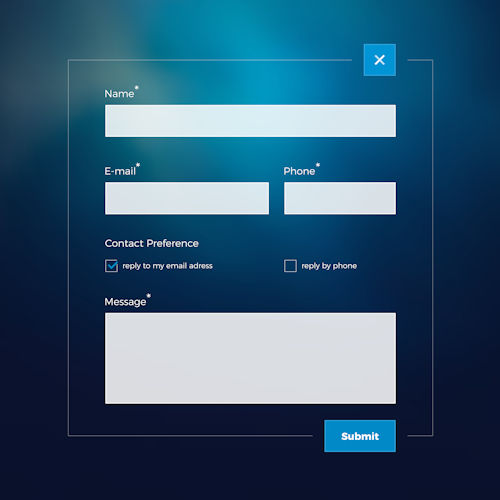 Name*
E-mail* Phone*
Contact Preference
reply to my email adress reply by phone
Message*
Submit